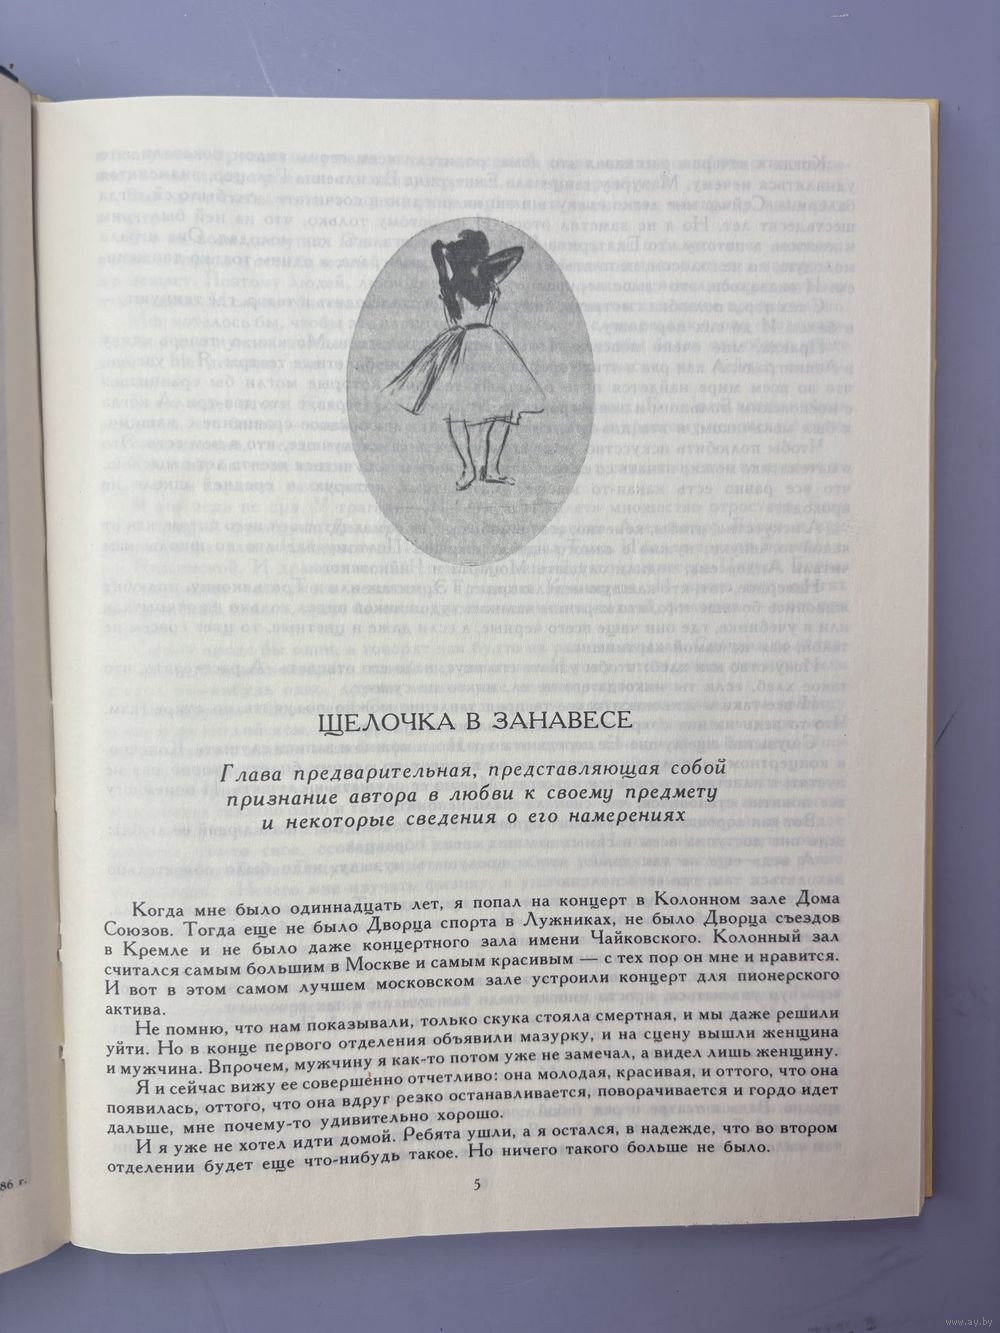 ЩЕЛОЧКА В ЗАНАВЕСЕ
Глава предварительная, представляющая собой
признание автора в любви к своему предмету
и некоторые сведения о его намерениях
Когда мне было одиннадцать лет, я попал на концерт в Колонном зале Дома
Союзов. Тогда еще не было Дворца спорта в Лужниках, не было Дворца съездов
в Кремле и не было даже концертного зала имени Чайковского. Колонный зал
считался самым большим в Москве и самым красивым — с тех пор он мне и нравится.
И вот в этом самом лучшем московском зале устроили концерт для пионерского
актива.
Не помню, что нам показывали, только скука стояла смертная, и мы даже решили
уйти. Но в конце первого отделения объявили мазурку, и на сцену вышли женщина
и мужчина. Впрочем, мужчину я как-то потом уже не замечал, а видел лишь женщину.
Я и сейчас вижу ее совершенно отчетливо: она молодая, красивая, и оттого, что она
появилась, оттого, что она вдруг резко останавливается, поворачивается и гордо идет
дальше, мне почему-то удивительно хорошо.
И я уже не хотел идти домой. Ребята ушли, а я остался, в надежде, что во втором
отделении будет еще что-нибудь такое. Но ничего такого больше не было.
5
86 г.
www.ay.by